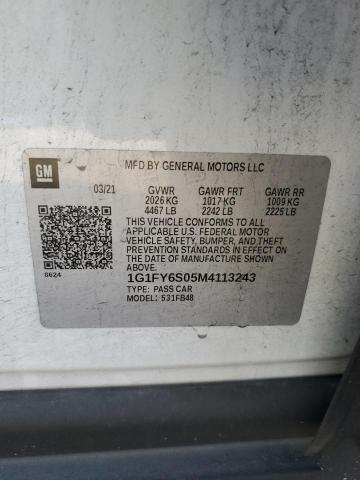 GM
MFD BY GENERAL MOTORS LLC
03/21 GVWR GAWR FRT GAWR RR
2026 KG 1017 KG 1009 KG
4467 LB 2242 LB 2225 LB
THIS VEHICLE CONFORMS TO ALL
APPLICABLE U.S. FEDERAL MOTOR
VEHICLE SAFETY, BUMPER, AND THEFT
PREVENTION STANDARDS IN EFFECT ON
THE DATE OF MANUFACTURE SHOWN
ABOVE.
8624
1G1FY6S05M4113243
TYPE: PASS CAR
MODEL: 531FB48